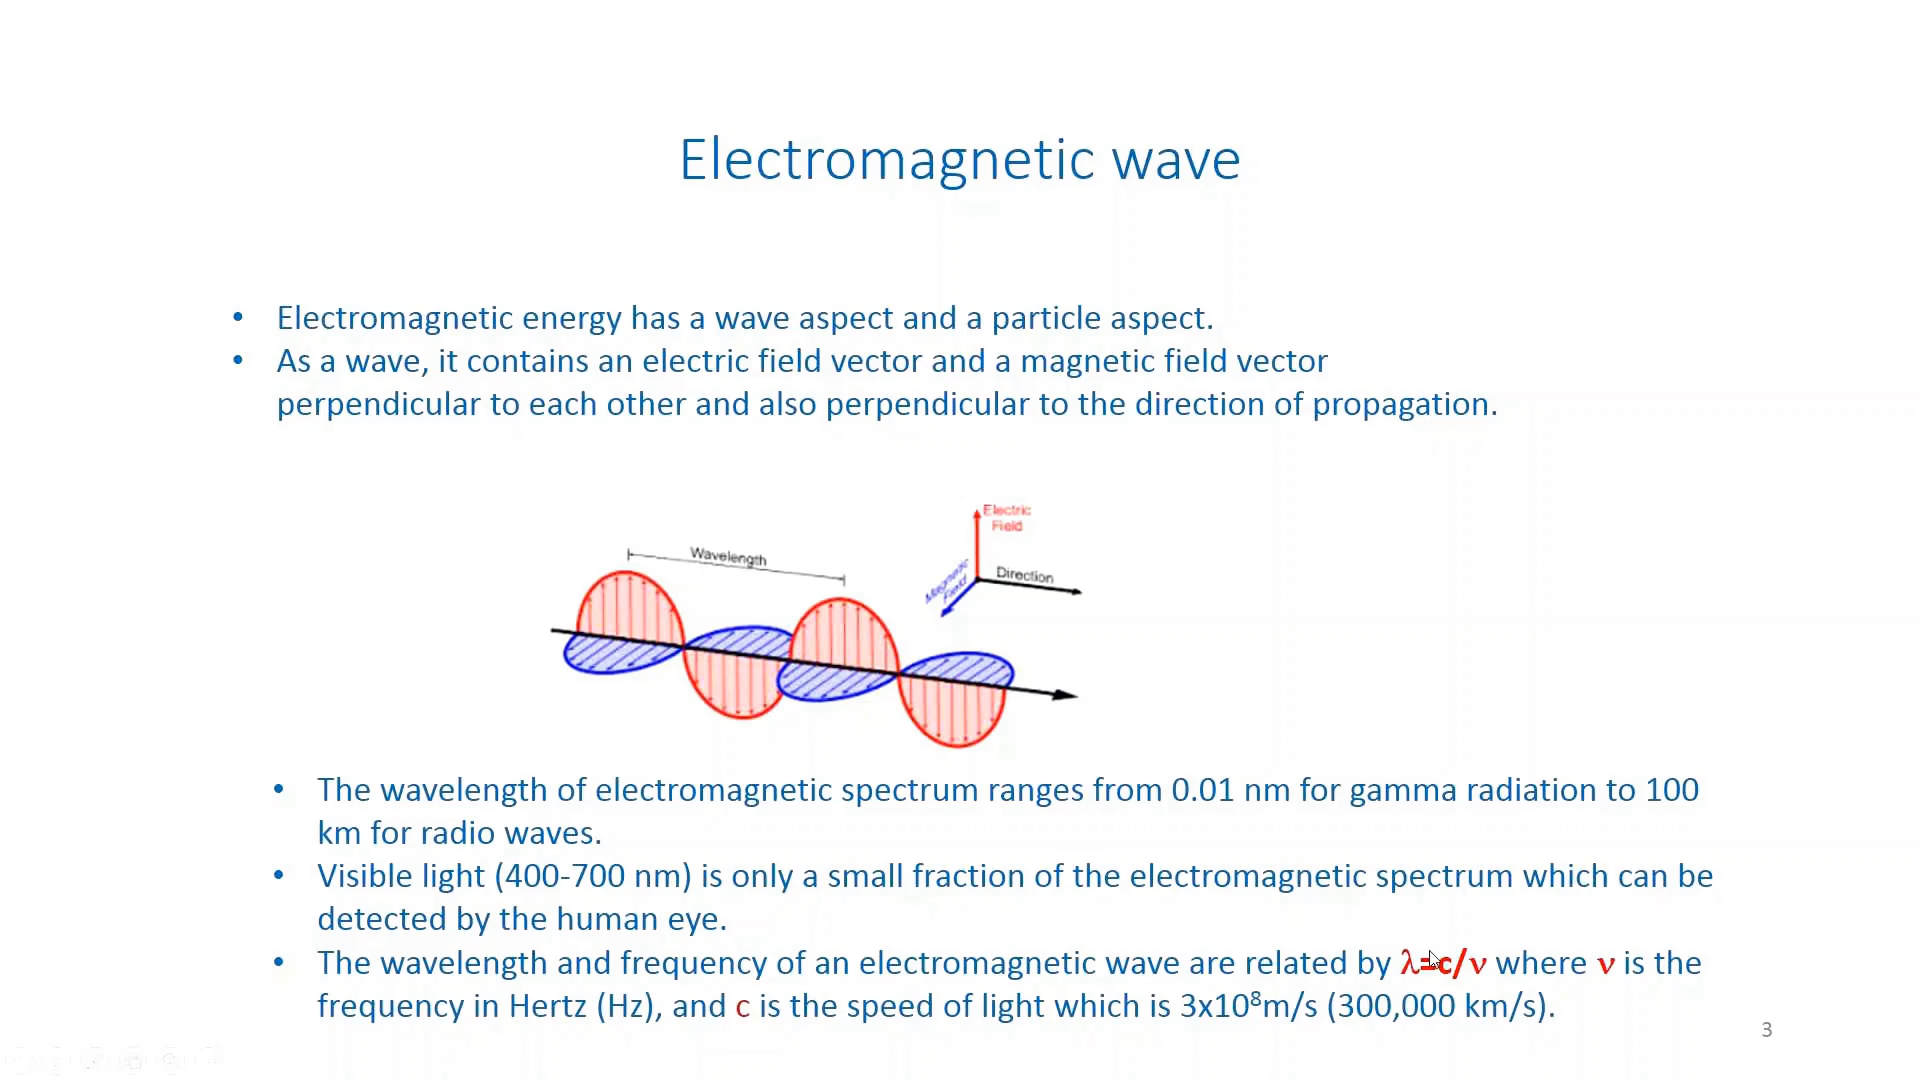 Electromagnetic wave
• Electromagnetic energy has a wave aspect and a particle aspect.
• As a wave, it contains an electric field vector and a magnetic field vector
perpendicular to each other and also perpendicular to the direction of propagation.
Electric
Field
Wavelength
Magnetic
Field
Direction
• The wavelength of electromagnetic spectrum ranges from 0.01 nm for gamma radiation to 100
km for radio waves.
• Visible light (400-700 nm) is only a small fraction of the electromagnetic spectrum which can be
detected by the human eye.
• The wavelength and frequency of an electromagnetic wave are related by λ=c/ν where ν is the
frequency in Hertz (Hz), and c is the speed of light which is 3x10⁸m/s (300,000 km/s).
3